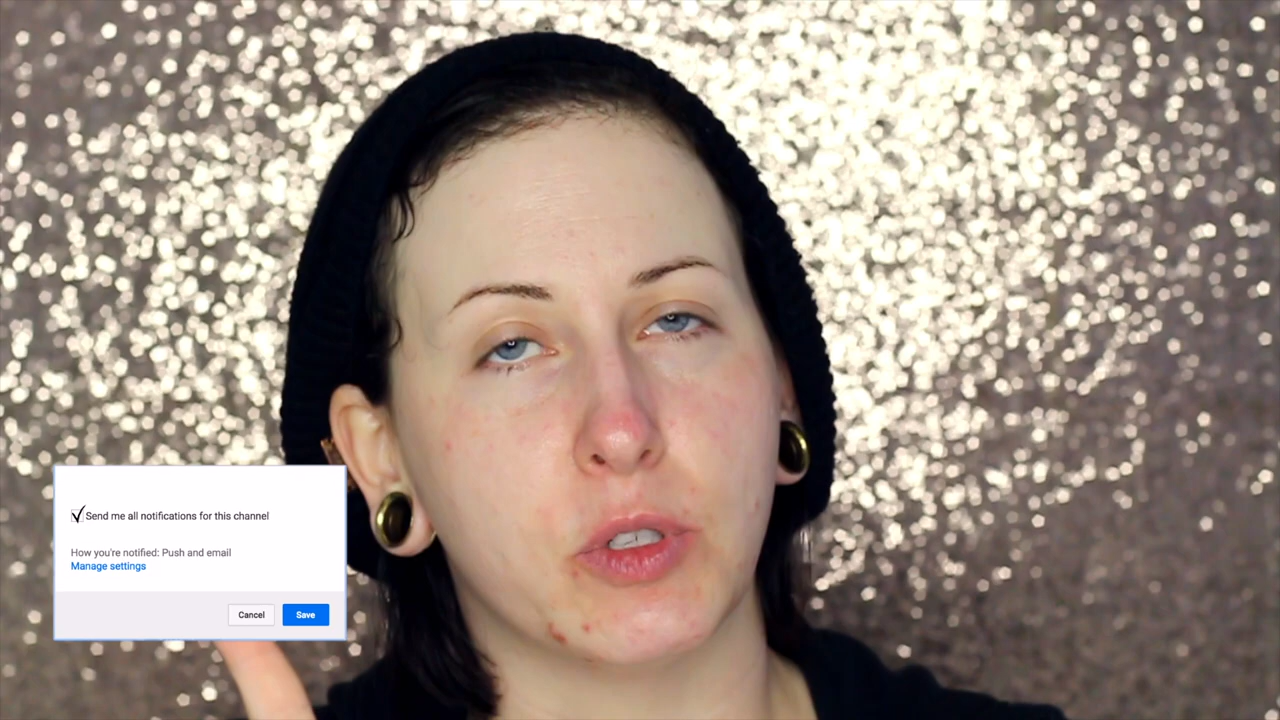 Send me all notifications for this channel
How you're notified: Push and email
Manage settings
Cancel Save